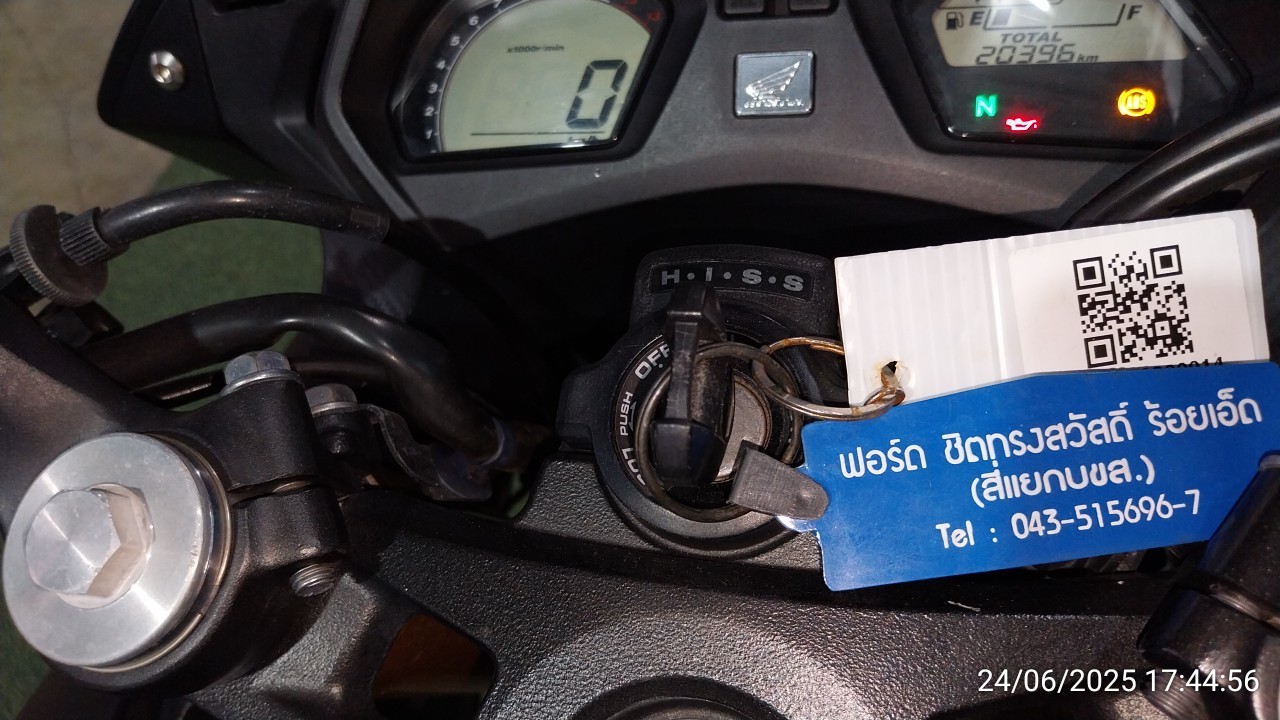 x1000r/min
0
E F
TOTAL
20396 km
N
ABS
H·I·S·S
OFF
PUSH
ฟอร์ด ชิตทรงสวัสดิ์ ร้อยเอ็ด
(สี่แยกบขส.)
Tel : 043-515696-7
24/06/2025 17:44:56